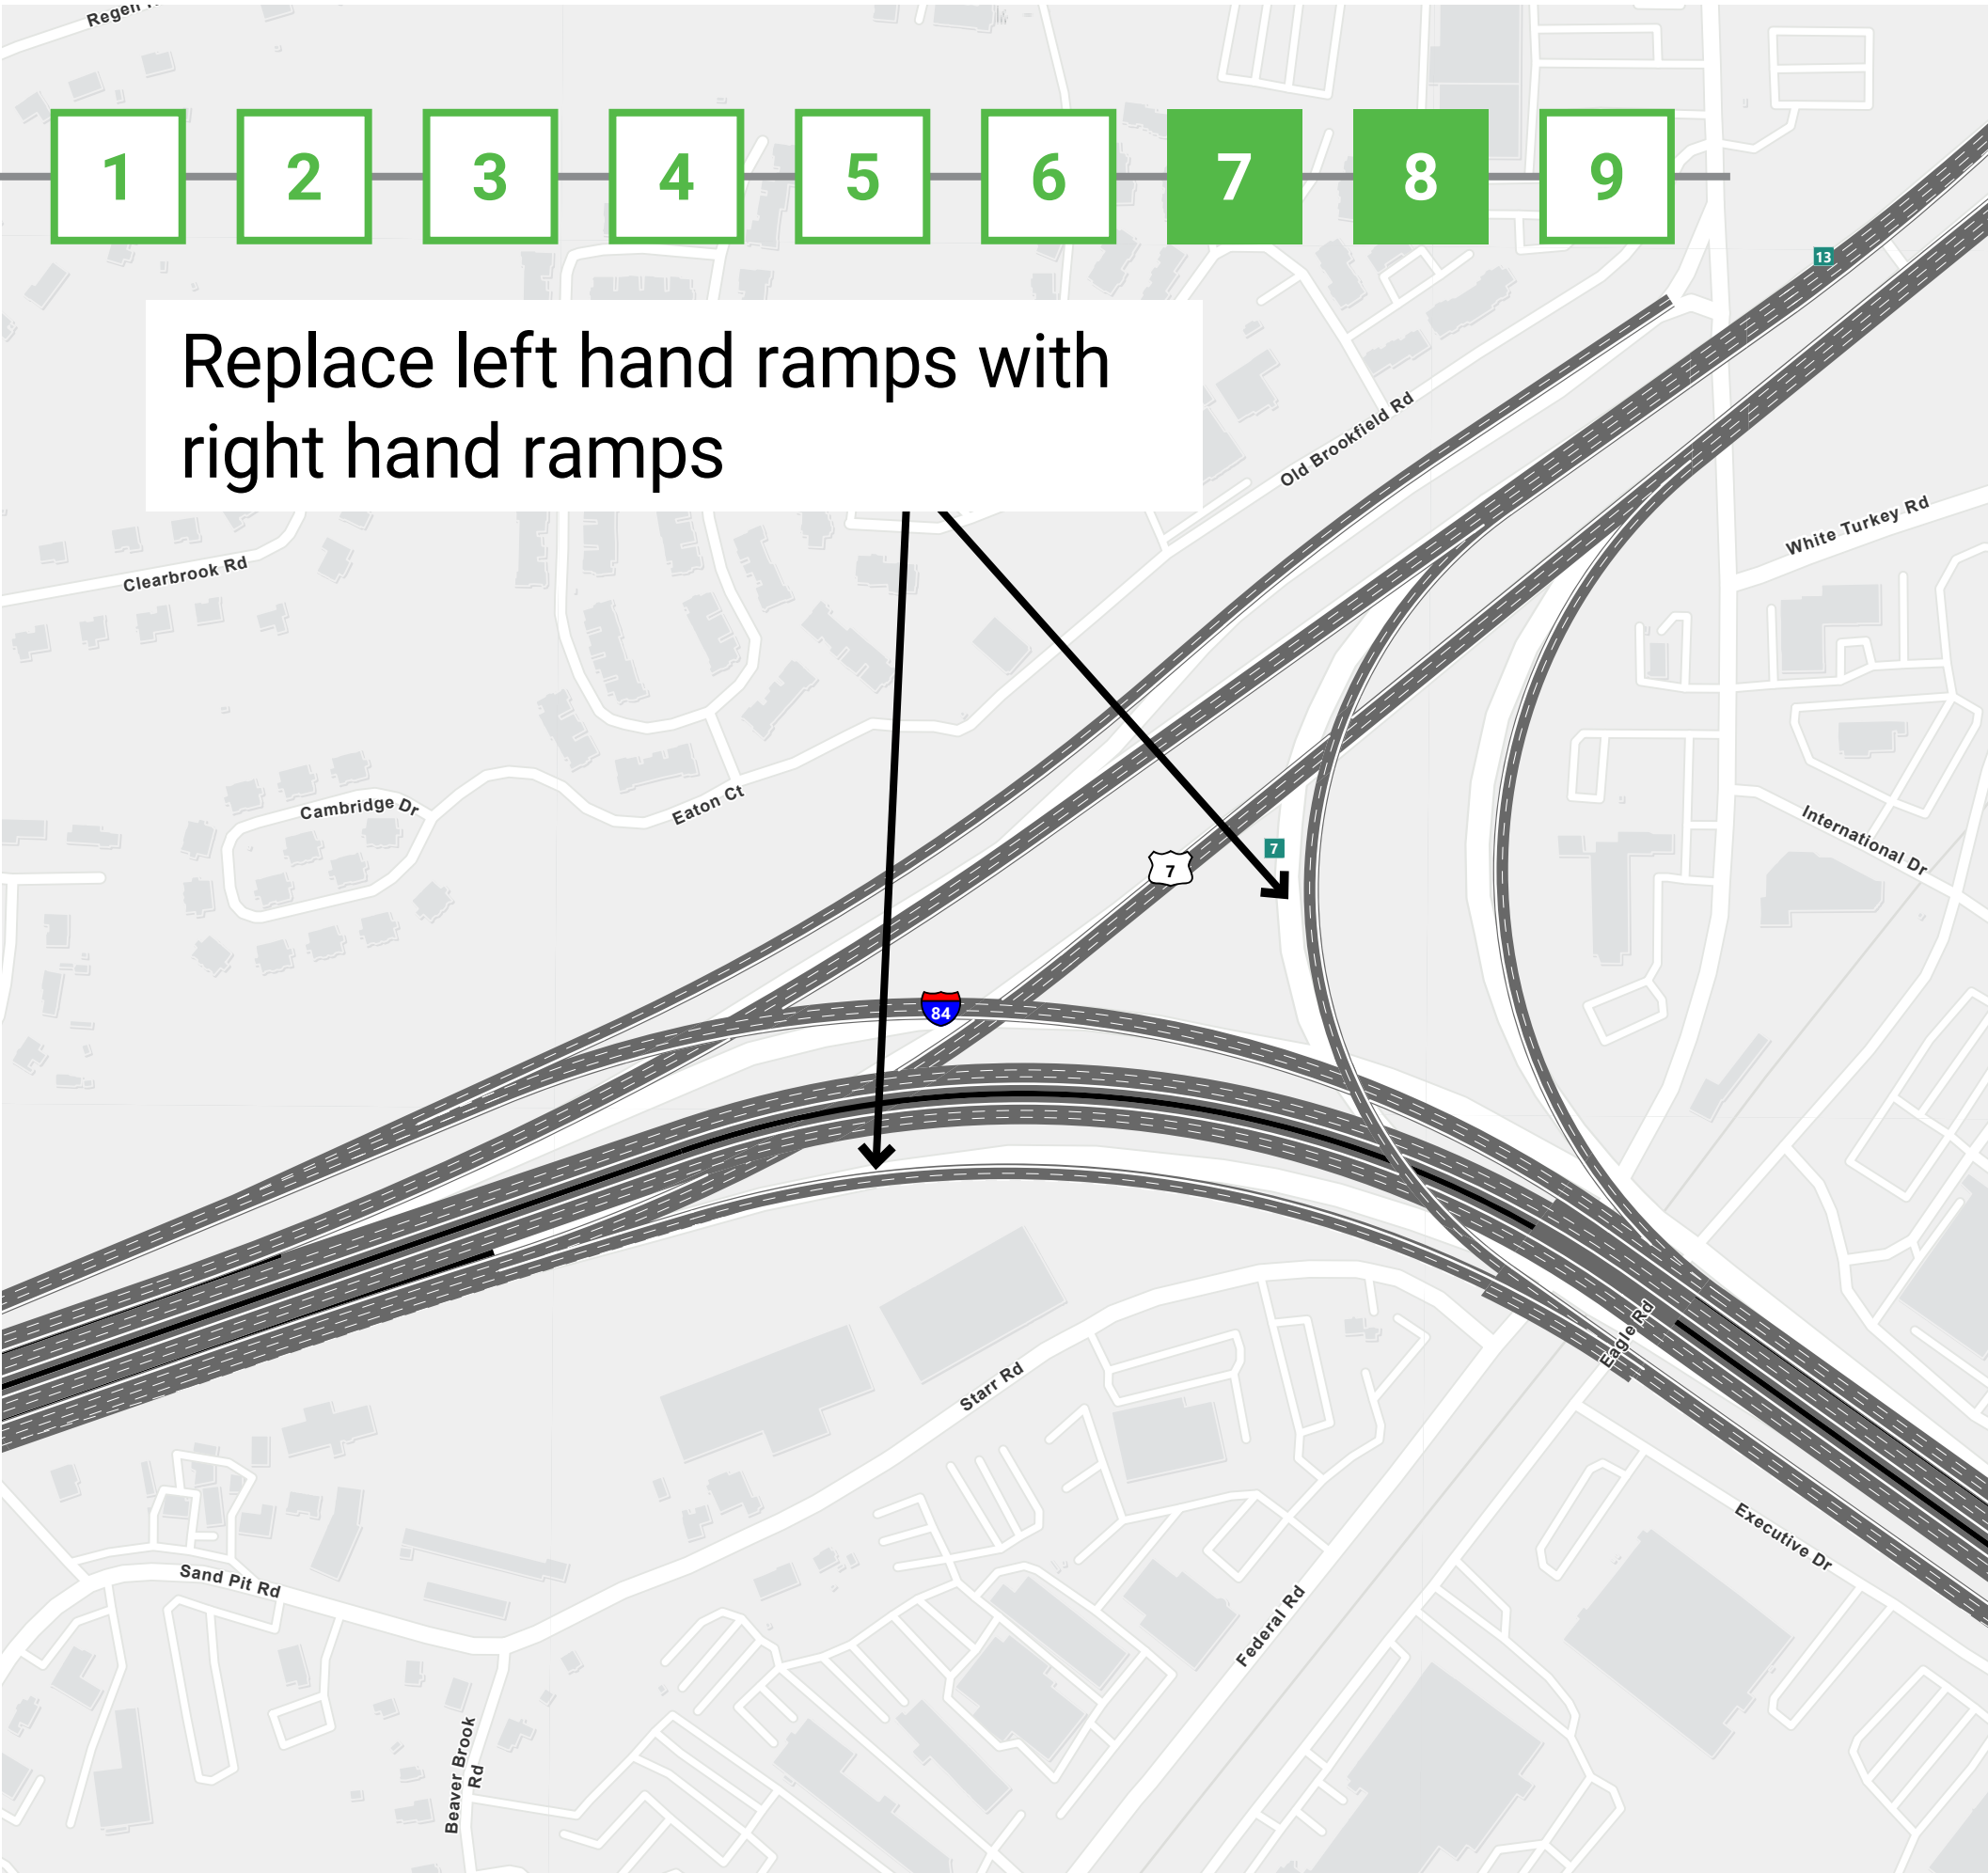 Regen
1 2 3 4 5 6 7 8 9
13
Replace left hand ramps with
right hand ramps
Old Brookfield Rd
White Turkey Rd
Clearbrook Rd
Cambridge Dr
Eaton Ct
International Dr
7
7
84
Eagle Rd
Starr Rd
Executive Dr
Sand Pit Rd
Federal Rd
Beaver Brook
Rd